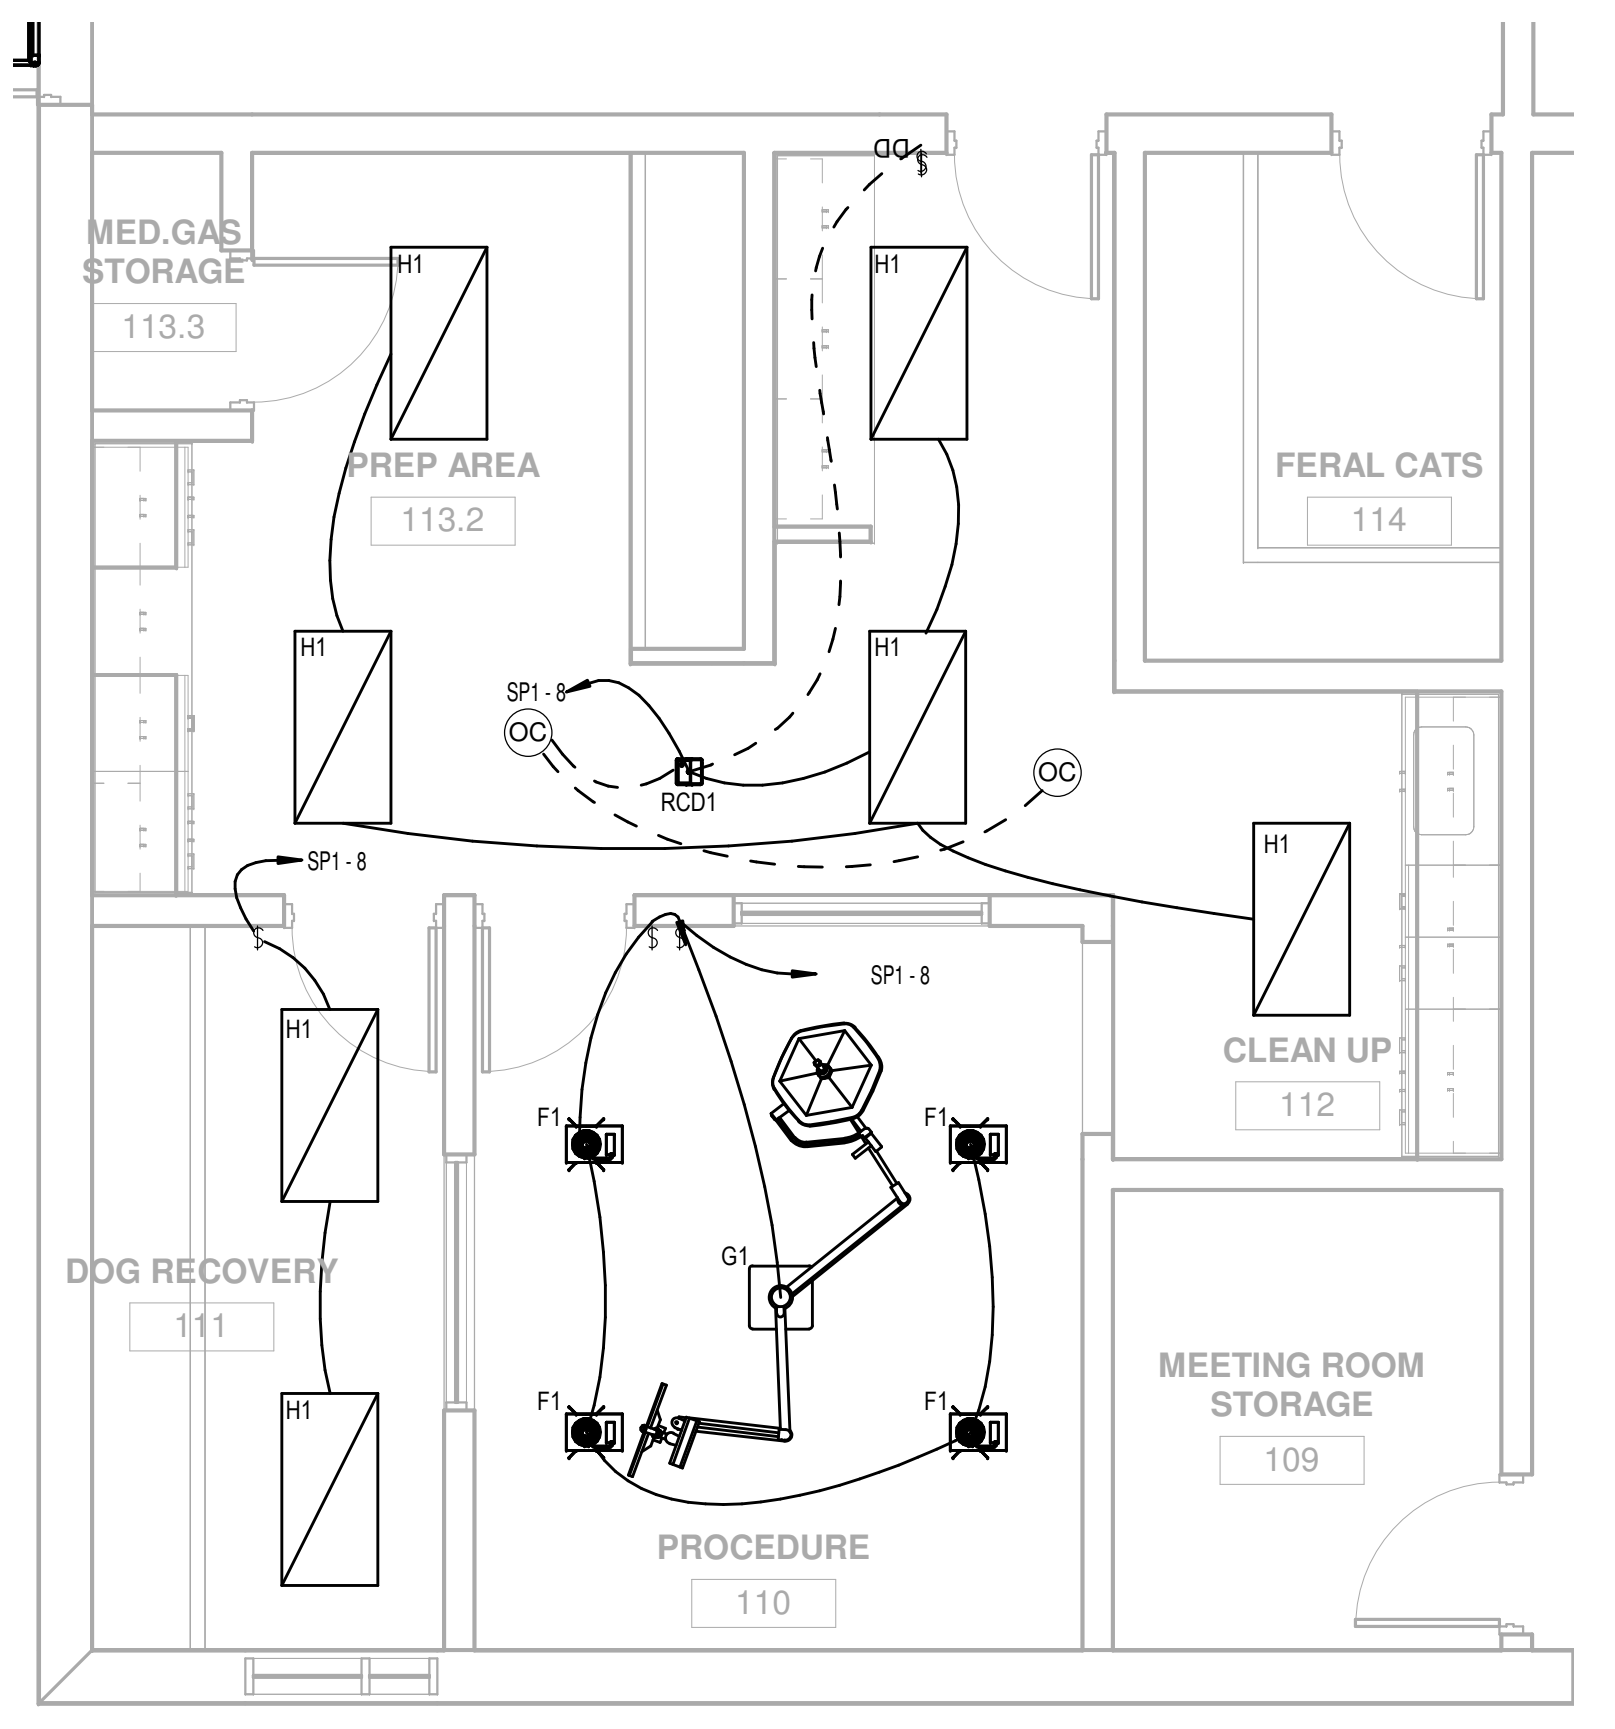 DD
$
MED.GAS
STORAGE
113.3
H1
H1
PREP AREA
113.2
FERAL CATS
114
H1
H1
SP1 - 8
OC
RCD1
OC
H1
SP1 - 8
$
$ $
SP1 - 8
H1
CLEAN UP
112
F1
F1
G1
DOG RECOVERY
111
MEETING ROOM
STORAGE
109
F1
F1
H1
PROCEDURE
110